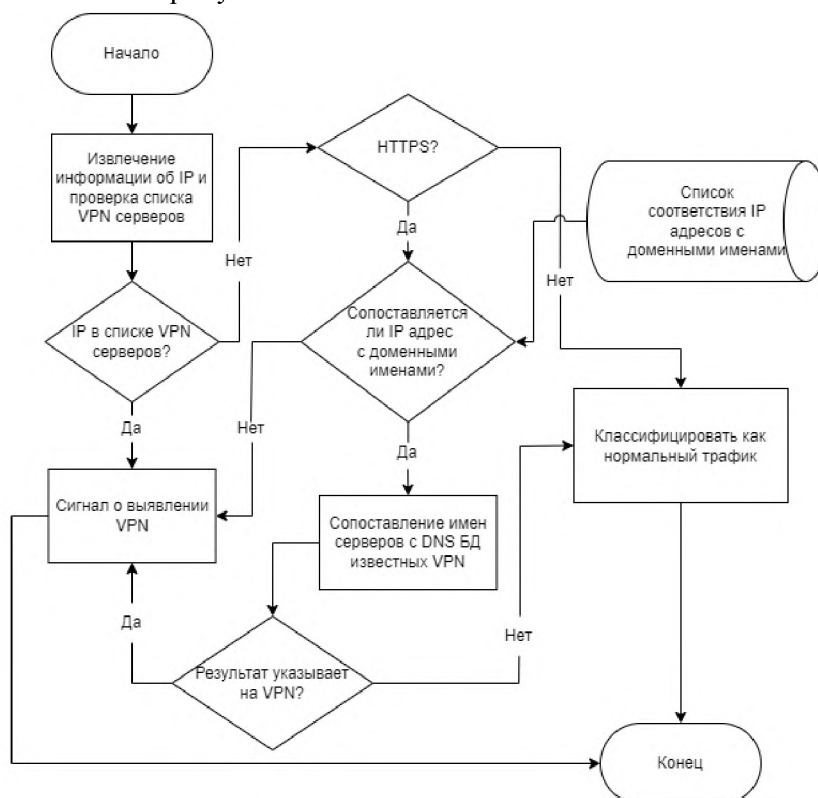 Начало
Извлечение
информации об IP и
проверка списка
VPN серверов
HTTPS?
Список
соответствия IP
адресов с
доменными именами
Да
Нет
Нет
IP в списке VPN
серверов?
Сопоставляется
ли IP адрес
с доменными
именами?
Да
Нет
Да
Классифицировать как
нормальный трафик
Сигнал о выявлении
VPN
Сопоставление имен
серверов с DNS БД
известных VPN
Да
Нет
Результат указывает
на VPN?
Конец